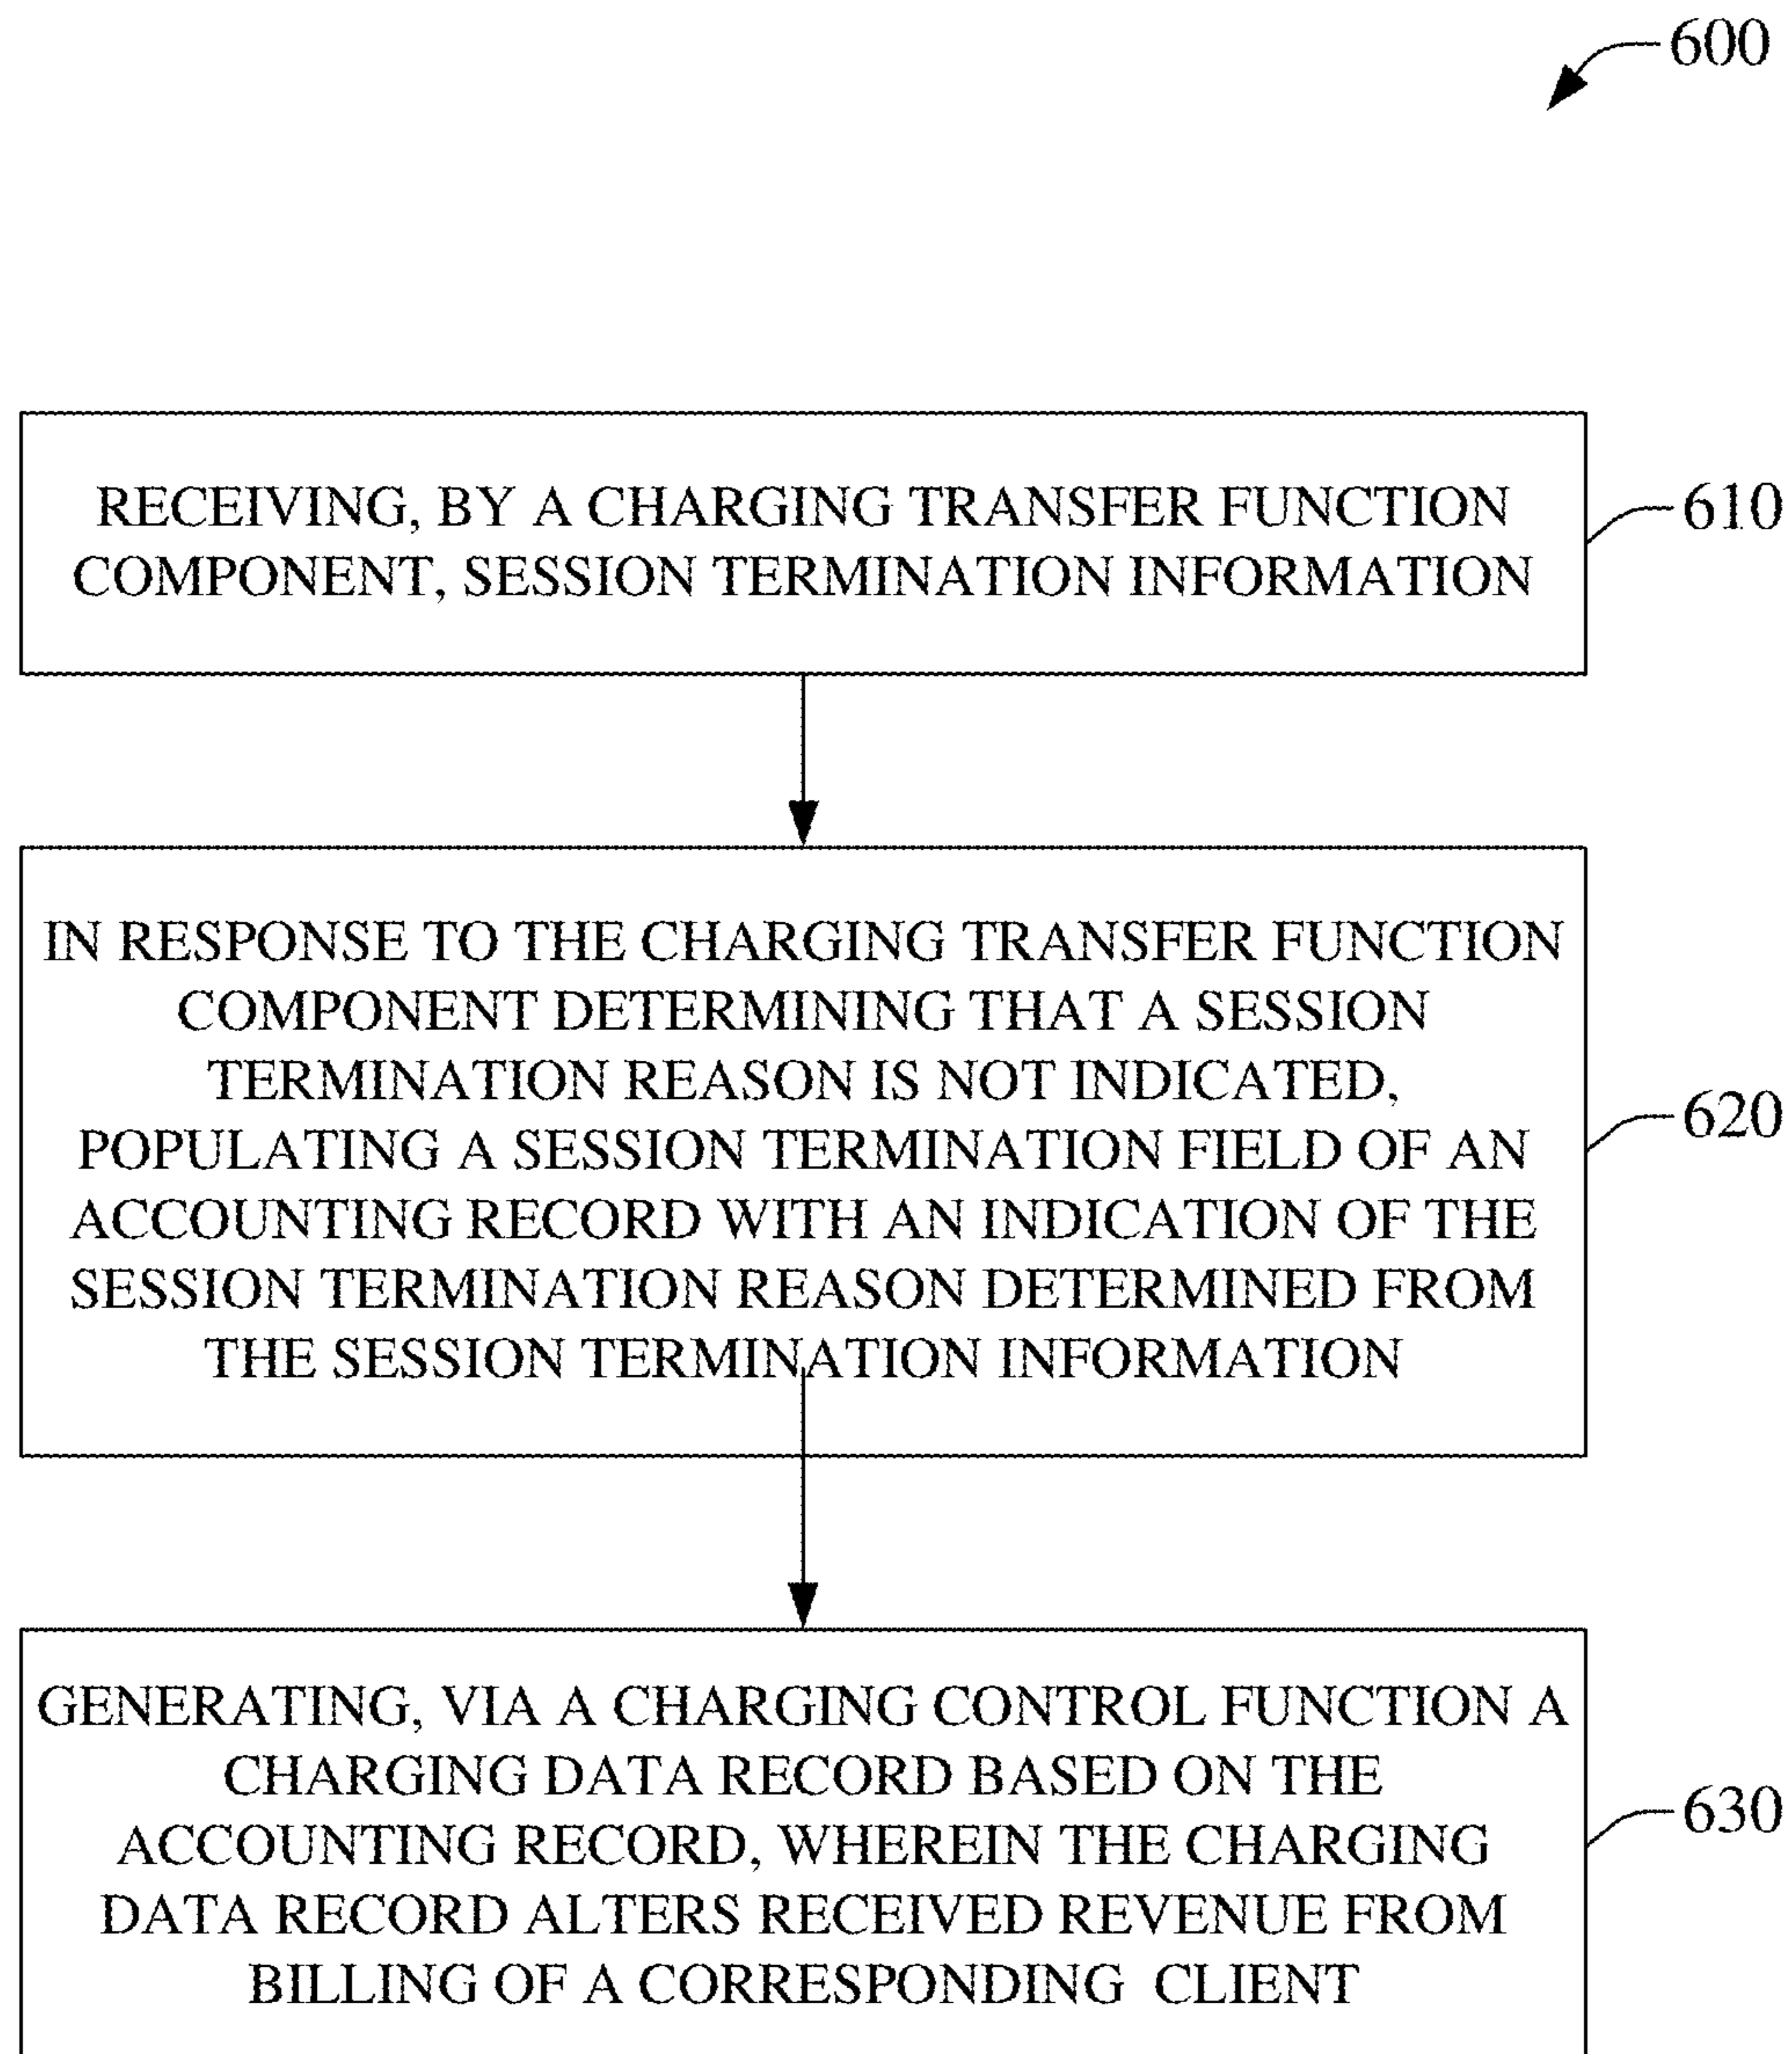 600
RECEIVING, BY A CHARGING TRANSFER FUNCTION
COMPONENT, SESSION TERMINATION INFORMATION
610
IN RESPONSE TO THE CHARGING TRANSFER FUNCTION
COMPONENT DETERMINING THAT A SESSION
TERMINATION REASON IS NOT INDICATED,
POPULATING A SESSION TERMINATION FIELD OF AN
ACCOUNTING RECORD WITH AN INDICATION OF THE
SESSION TERMINATION REASON DETERMINED FROM
THE SESSION TERMINATION INFORMATION
620
GENERATING, VIA A CHARGING CONTROL FUNCTION A
CHARGING DATA RECORD BASED ON THE
ACCOUNTING RECORD, WHEREIN THE CHARGING
DATA RECORD ALTERS RECEIVED REVENUE FROM
BILLING OF A CORRESPONDING CLIENT
630